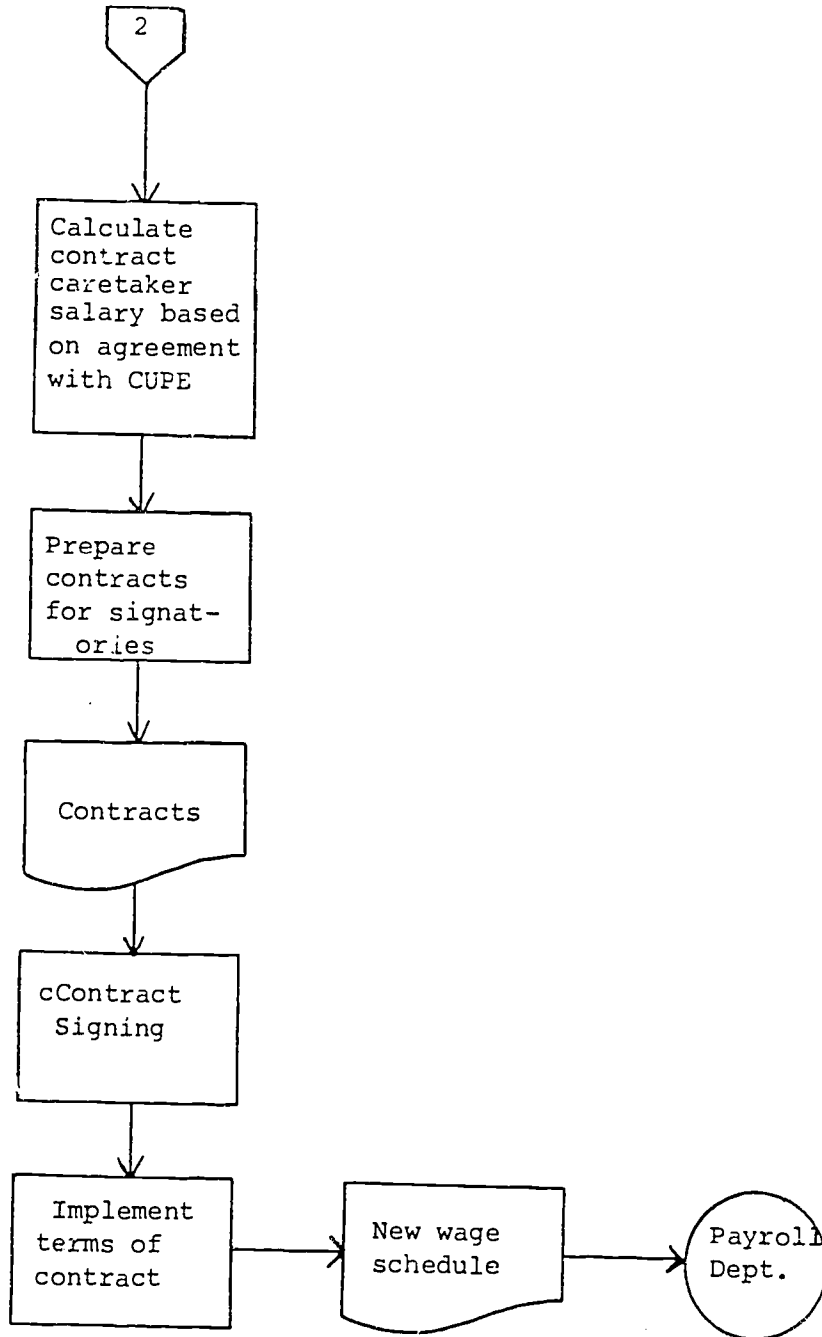 2
Calculate
contract
caretaker
salary based
on agreement
with CUPE
Prepare
contracts
for signat-
ories
Contracts
cContract
Signing
Implement
terms of
contract
New wage
schedule
Payroll
Dept.